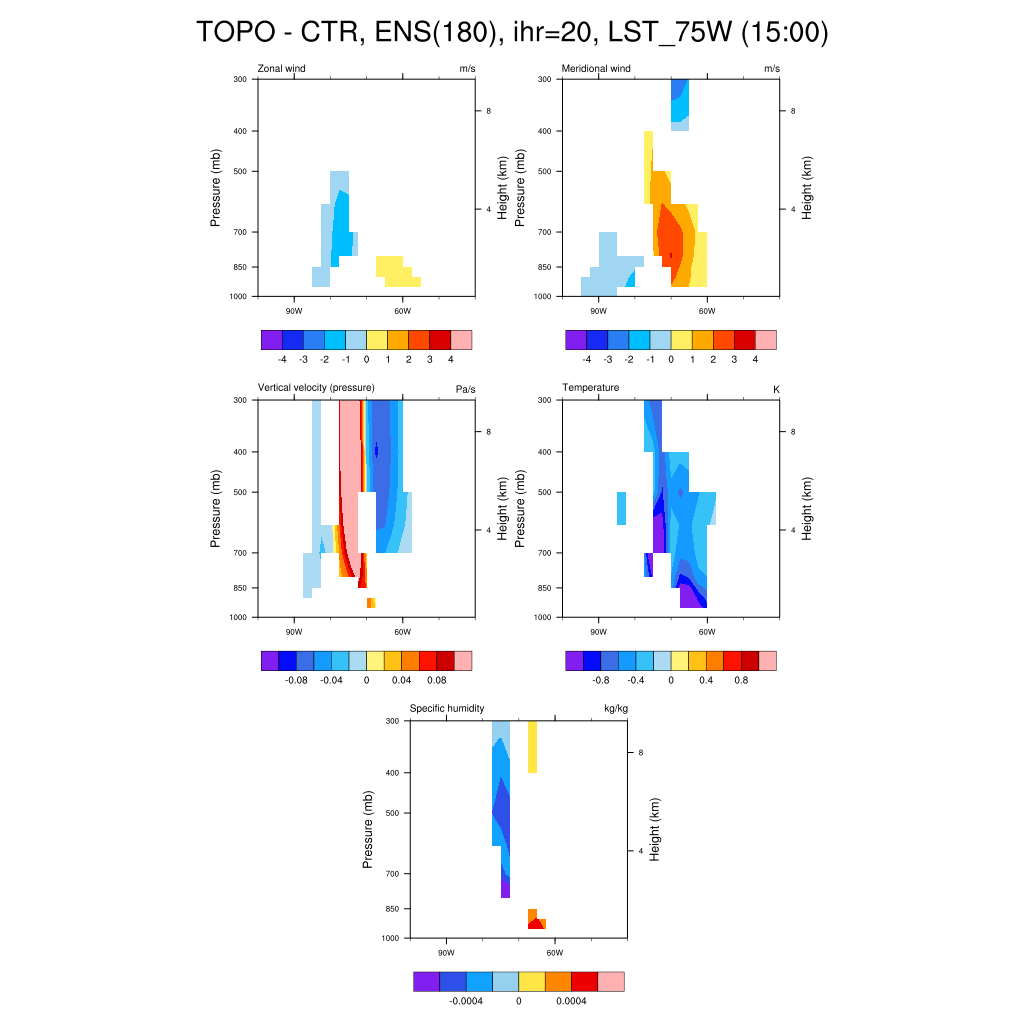 TOPO - CTR, ENS(180), ihr=20, LST_75W (15:00)
Zonal wind m/s
300
400
500
700
850
1000
Pressure (mb)
8
4
Height (km)
90W 60W
-4 -3 -2 -1 0 1 2 3 4
Meridional wind m/s
300
400
500
700
850
1000
Pressure (mb)
8
4
Height (km)
90W 60W
-4 -3 -2 -1 0 1 2 3 4
Vertical velocity (pressure) Pa/s
300
400
500
700
850
1000
Pressure (mb)
8
4
Height (km)
90W 60W
-0.08 -0.04 0 0.04 0.08
Temperature K
300
400
500
700
850
1000
Pressure (mb)
8
4
Height (km)
90W 60W
-0.8 -0.4 0 0.4 0.8
Specific humidity kg/kg
300
400
500
700
850
1000
Pressure (mb)
8
4
Height (km)
90W 60W
-0.0004 0 0.0004